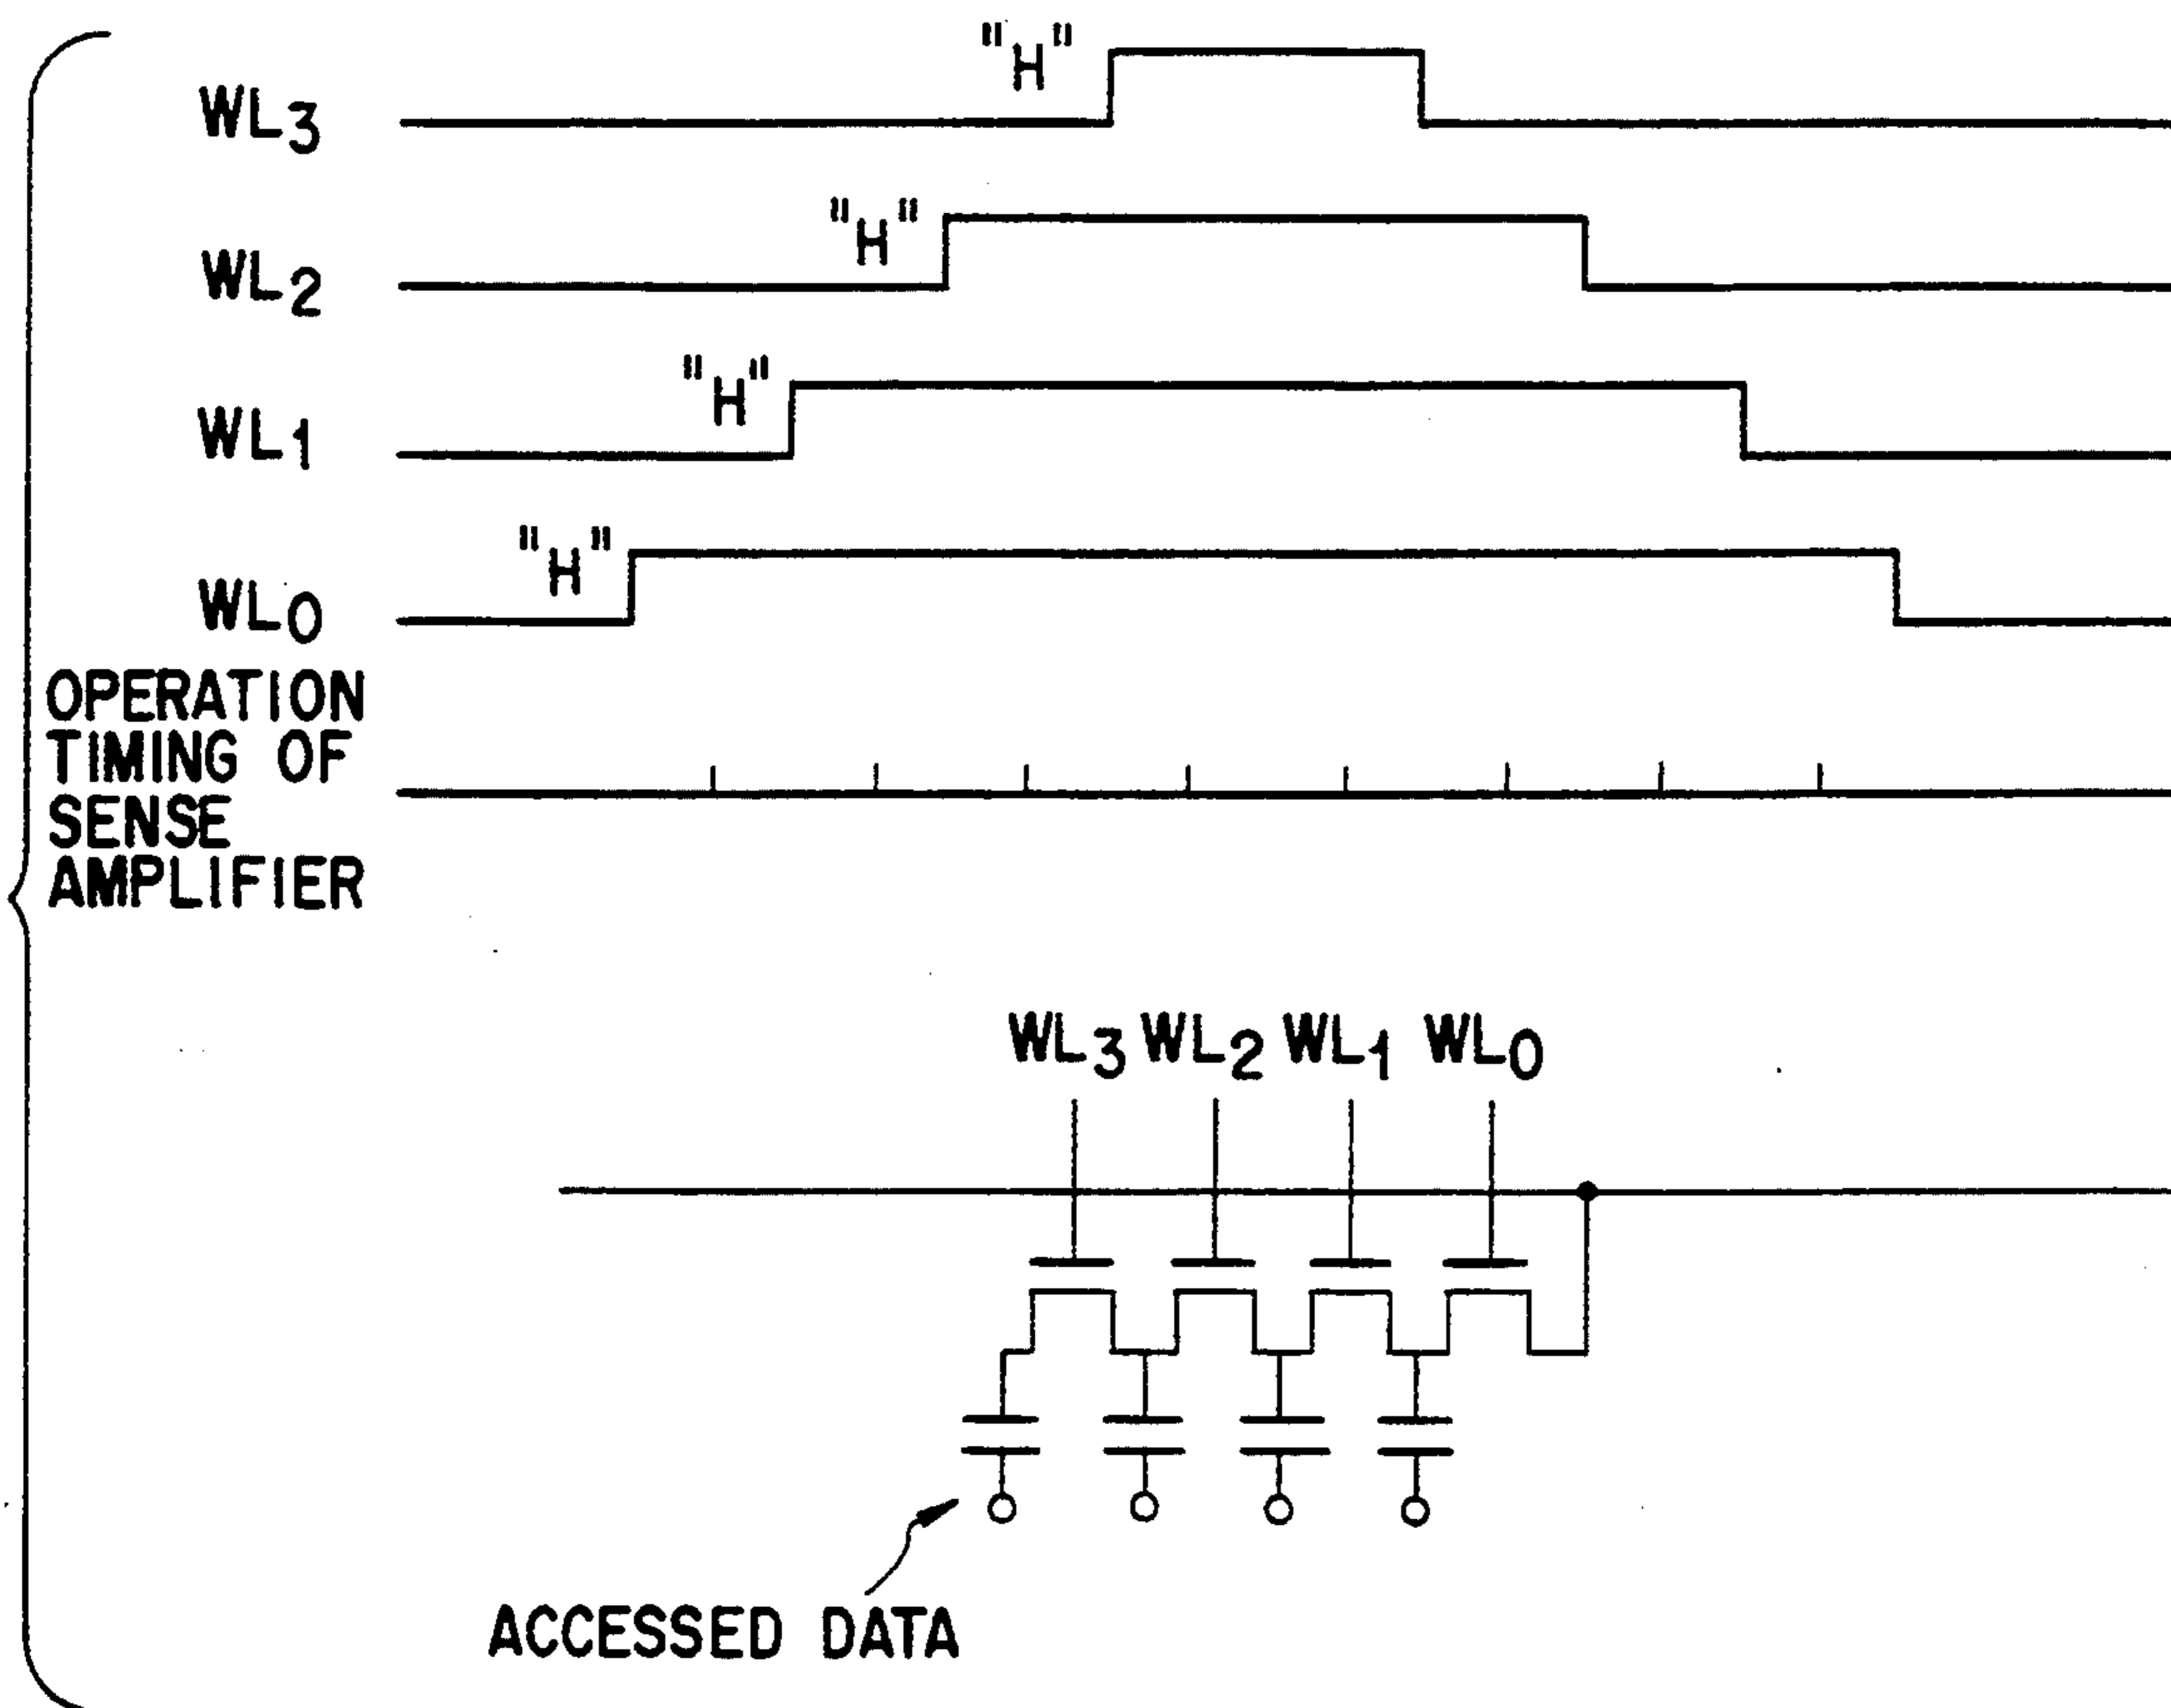 "H"
WL3
"H"
WL2
"H"
WL1
"H"
WL0
OPERATION
TIMING OF
SENSE
AMPLIFIER
WL3 WL2 WL1 WL0
ACCESSED DATA